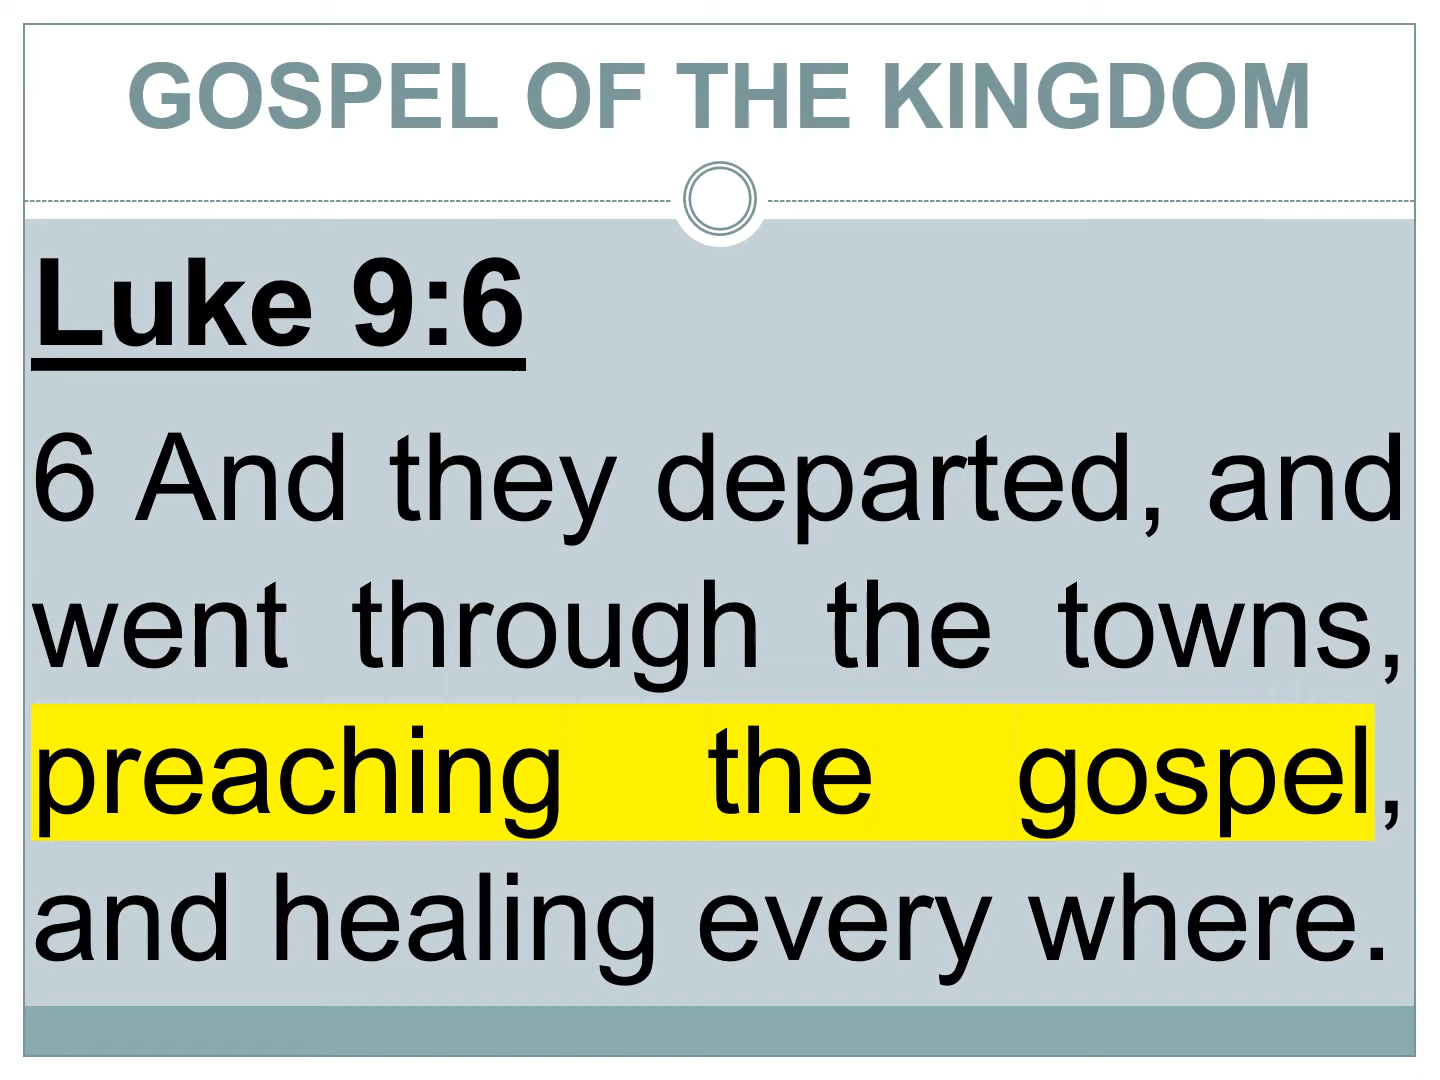 GOSPEL OF THE KINGDOM
Luke 9:6
6 And they departed, and
went through the towns,
preaching the gospel,
and healing every where.